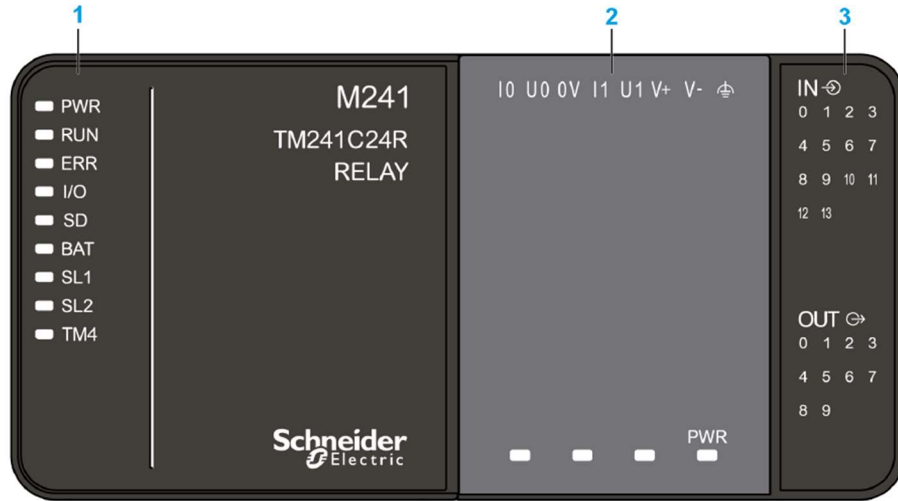 1
2
3
PWR
RUN
ERR
I/O
SD
BAT
SL1
SL2
TM4
M241
TM241C24R
RELAY
Schneider
Electric
I0 U0 0V I1 U1 V+ V-
PWR
IN
0 1 2 3
4 5 6 7
8 9 10 11
12 13
OUT
0 1 2 3
4 5 6 7
8 9